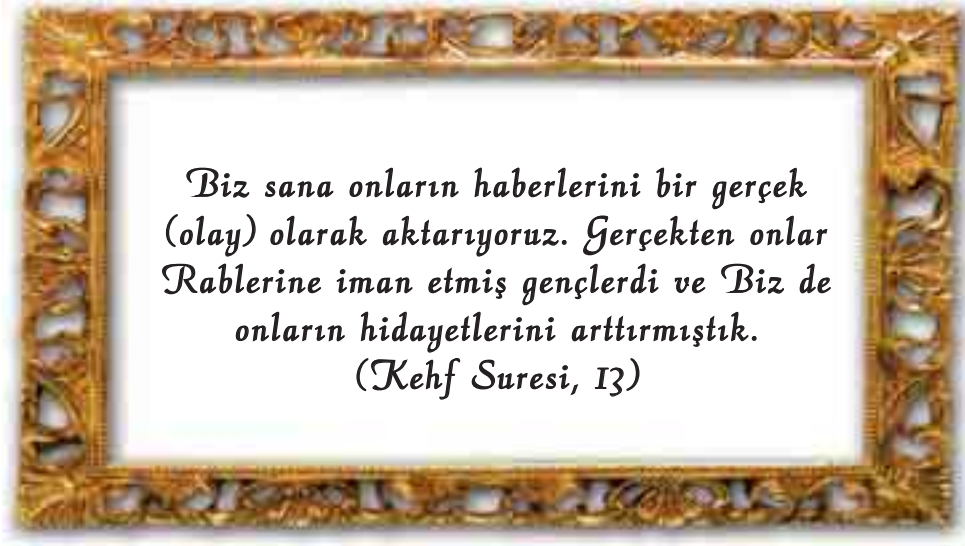 Biz sana onların haberlerini bir gerçek
(olay) olarak aktarıyoruz. Gerçekten onlar
Rablerine iman etmiş gençlerdi ve Biz de
onların hidayetlerini arttırmıştık.
(Kehf Suresi, 13)